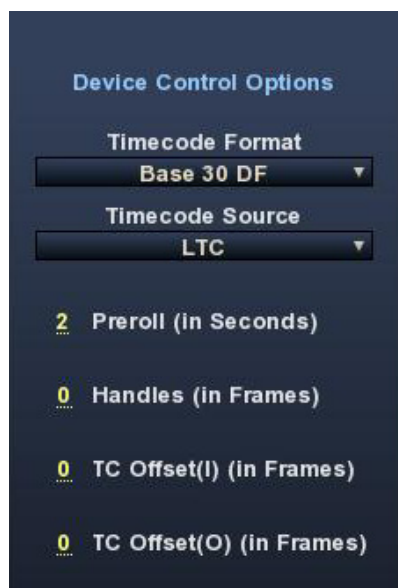 Device Control Options
Timecode Format
Base 30 DF
Timecode Source
LTC
2 Preroll (in Seconds)
0 Handles (in Frames)
0 TC Offset(I) (in Frames)
0 TC Offset(O) (in Frames)